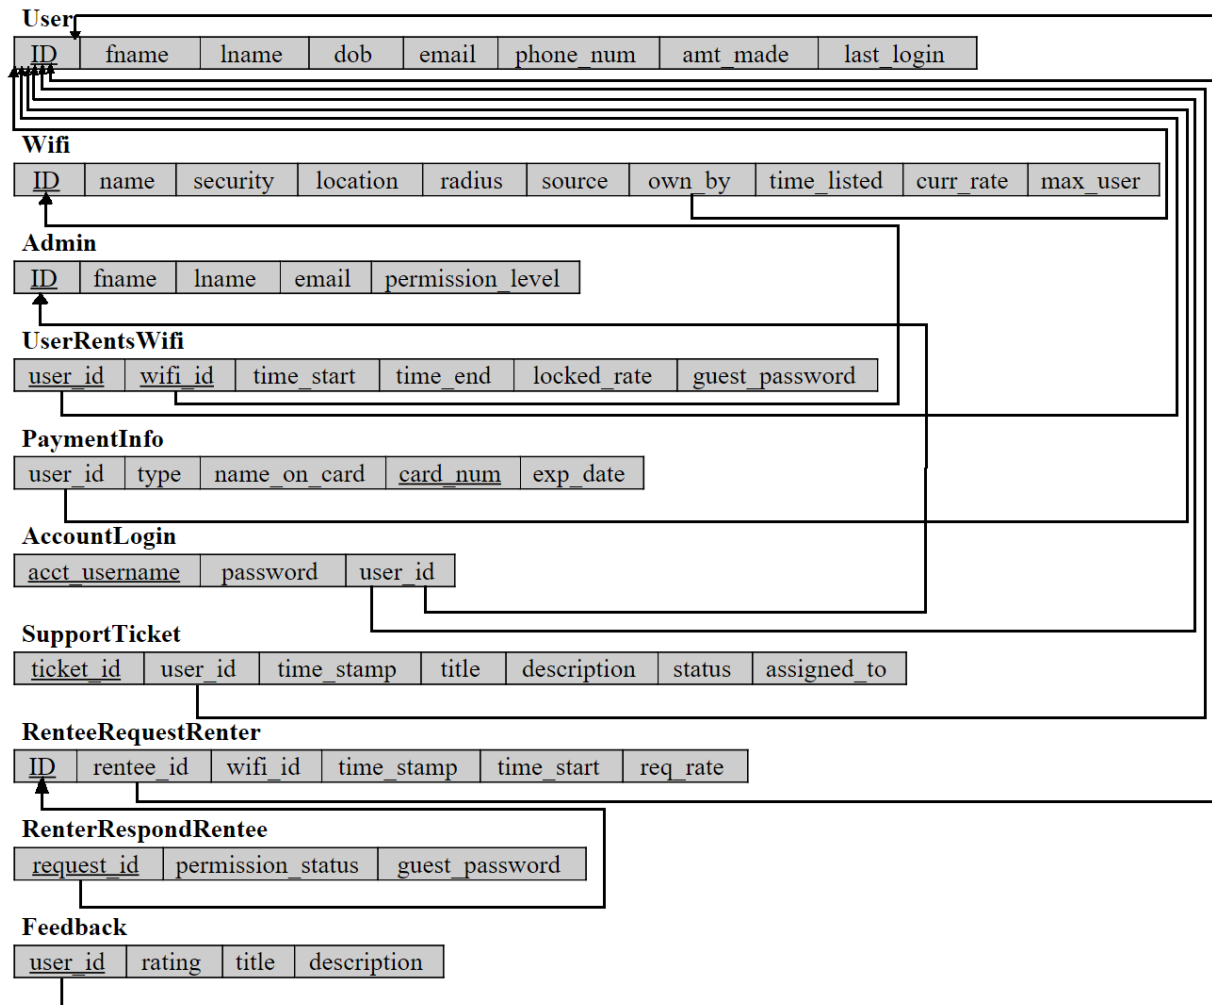 User
ID fname lname dob email phone_num amt_made last_login
Wifi
ID name security location radius source own_by time_listed curr_rate max_user
Admin
ID fname lname email permission_level
UserRentsWifi
user_id wifi_id time_start time_end locked_rate guest_password
PaymentInfo
user_id type name_on_card card_num exp_date
AccountLogin
acct_username password user_id
SupportTicket
ticket_id user_id time_stamp title description status assigned_to
RenteeRequestRenter
ID rentee_id wifi_id time_stamp time_start req_rate
RenterRespondRentee
request_id permission_status guest_password
Feedback
user_id rating title description